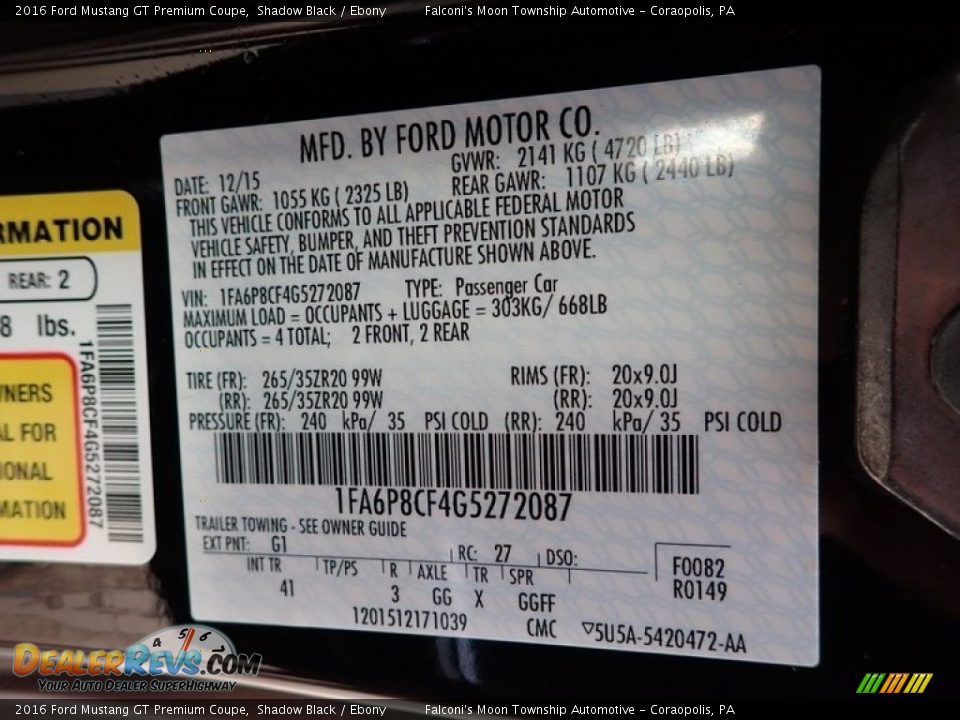 2016 Ford Mustang GT Premium Coupe, Shadow Black / Ebony Falconi's Moon Township Automotive - Coraopolis, PA
MFD. BY FORD MOTOR CO.
DATE: 12/15 GVWR: 2141 KG ( 4720 LB)
FRONT GAWR: 1055 KG ( 2325 LB) REAR GAWR: 1107 KG ( 2440 LB)
THIS VEHICLE CONFORMS TO ALL APPLICABLE FEDERAL MOTOR
VEHICLE SAFETY, BUMPER, AND THEFT PREVENTION STANDARDS
IN EFFECT ON THE DATE OF MANUFACTURE SHOWN ABOVE.
VIN: 1FA6P8CF4G5272087 TYPE: Passenger Car
MAXIMUM LOAD = OCCUPANTS + LUGGAGE = 303KG/ 668LB
OCCUPANTS = 4 TOTAL; 2 FRONT, 2 REAR
TIRE (FR): 265/35ZR20 99W RIMS (FR): 20x9.0J
(RR): 265/35ZR20 99W (RR): 20x9.0J
PRESSURE (FR): 240 kPa/ 35 PSI COLD (RR): 240 kPa/ 35 PSI COLD
1FA6P8CF4G5272087
TRAILER TOWING - SEE OWNER GUIDE
EXT PNT: G1 RC: 27 DSO: F0082
INT TR TP/PS R AXLE TR SPR R0149
41 3 GG X GGFF
1201512171039 CMC ▽5U5A-5420472-AA
RMATION
REAR: 2
8 lbs.
1FA6P8CF4G5272087
WNERS
AL FOR
IONAL
MATION
4 5 6
DEALERREVS.COM
YOUR AUTO DEALER SUPERHIGHWAY
2016 Ford Mustang GT Premium Coupe, Shadow Black / Ebony Falconi's Moon Township Automotive - Coraopolis, PA